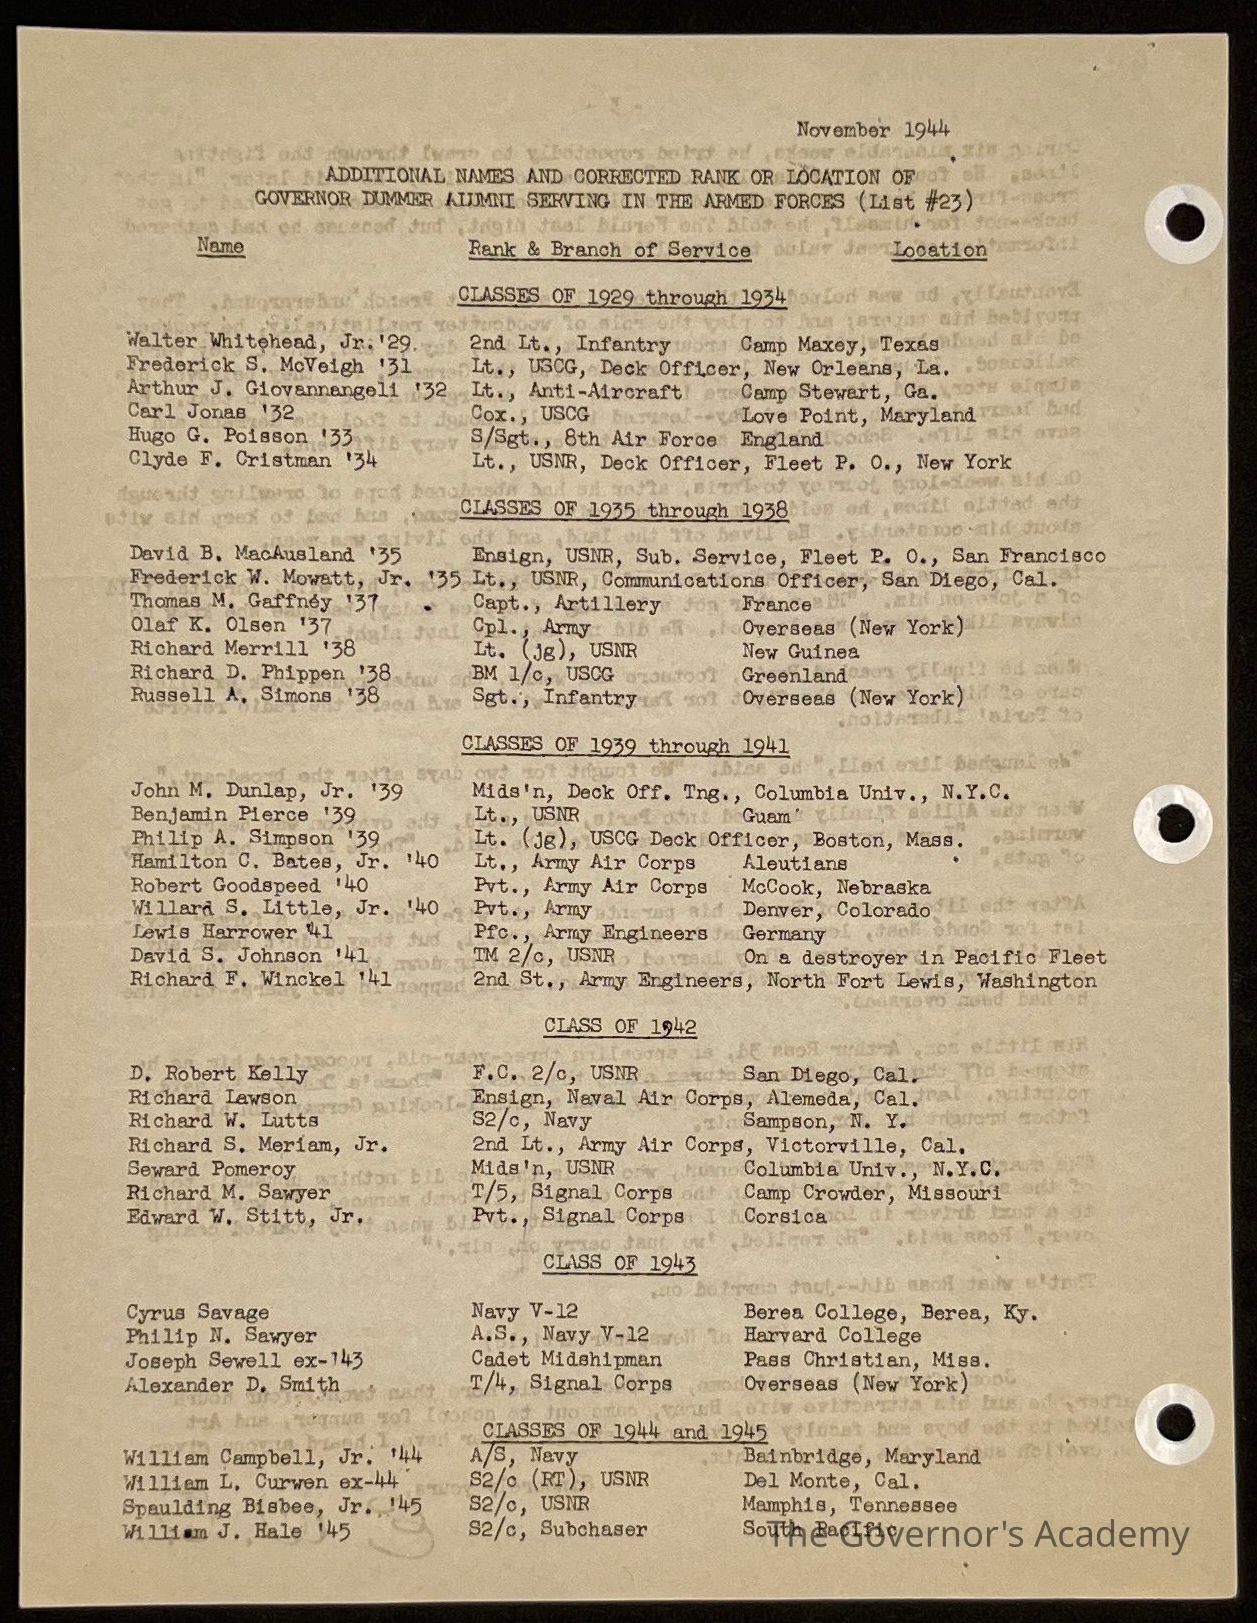 November 1944
ADDITIONAL NAMES AND CORRECTED RANK OR LOCATION OF
GOVERNOR DUMMER ALUMNI SERVING IN THE ARMED FORCES (List #23)
Name Rank & Branch of Service Location
CLASSES OF 1929 through 1934
Walter Whitehead, Jr. '29 2nd Lt., Infantry Camp Maxey, Texas
Frederick S. McVeigh '31 Lt., USCG, Deck Officer, New Orleans, La.
Arthur J. Giovannangeli '32 Lt., Anti-Aircraft Camp Stewart, Ga.
Carl Jonas '32 Cox., USCG Love Point, Maryland
Hugo G. Poisson '33 S/Sgt., 8th Air Force England
Clyde F. Cristman '34 Lt., USNR, Deck Officer, Fleet P. O., New York
CLASSES OF 1935 through 1938
David B. MacAusland '35 Ensign, USNR, Sub. Service, Fleet P. O., San Francisco
Frederick W. Mowatt, Jr. '35 Lt., USNR, Communications Officer, San Diego, Cal.
Thomas M. Gaffney '37 Capt., Artillery France
Olaf K. Olsen '37 Cpl., Army Overseas (New York)
Richard Merrill '38 Lt. (jg), USNR New Guinea
Richard D. Phippen '38 BM 1/c, USCG Greenland
Russell A. Simons '38 Sgt., Infantry Overseas (New York)
CLASSES OF 1939 through 1941
John M. Dunlap, Jr. '39 Mids'n, Deck Off. Tng., Columbia Univ., N.Y.C.
Benjamin Pierce '39 Lt., USNR Guam
Philip A. Simpson '39 Lt. (jg), USCG Deck Officer, Boston, Mass.
Hamilton C. Bates, Jr. '40 Lt., Army Air Corps Aleutians
Robert Goodspeed '40 Pvt., Army Air Corps McCook, Nebraska
Willard S. Little, Jr. '40 Pvt., Army Denver, Colorado
Lewis Harrower '41 Pfc., Army Engineers Germany
David S. Johnson '41 TM 2/c, USNR On a destroyer in Pacific Fleet
Richard F. Winckel '41 2nd St., Army Engineers, North Fort Lewis, Washington
CLASS OF 1942
D. Robert Kelly F.C. 2/c, USNR San Diego, Cal.
Richard Lawson Ensign, Naval Air Corps, Alemeda, Cal.
Richard W. Lutts S2/c, Navy Sampson, N. Y.
Richard S. Meriam, Jr. 2nd Lt., Army Air Corps, Victorville, Cal.
Seward Pomeroy Mids'n, USNR Columbia Univ., N.Y.C.
Richard M. Sawyer T/5, Signal Corps Camp Crowder, Missouri
Edward W. Stitt, Jr. Pvt., Signal Corps Corsica
CLASS OF 1943
Cyrus Savage Navy V-12 Berea College, Berea, Ky.
Philip N. Sawyer A.S., Navy V-12 Harvard College
Joseph Sewell ex-'43 Cadet Midshipman Pass Christian, Miss.
Alexander D. Smith T/4, Signal Corps Overseas (New York)
CLASSES OF 1944 and 1945
William Campbell, Jr. '44 A/S, Navy Bainbridge, Maryland
William L. Curwen ex-44 S2/c (RT), USNR Del Monte, Cal.
Spaulding Bisbee, Jr. '45 S2/c, USNR Mamphis, Tennessee
William J. Hale '45 S2/c, Subchaser South Pacific
The Governor's Academy